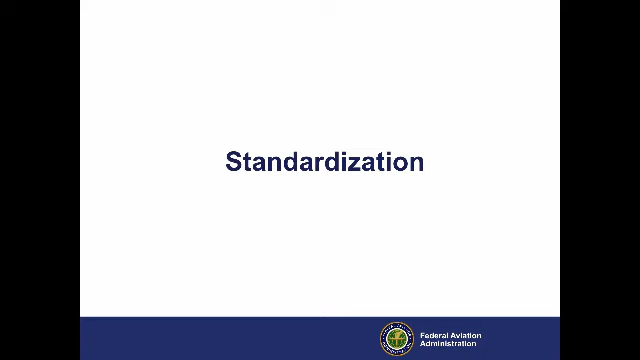 Standardization
Federal Aviation
Administration